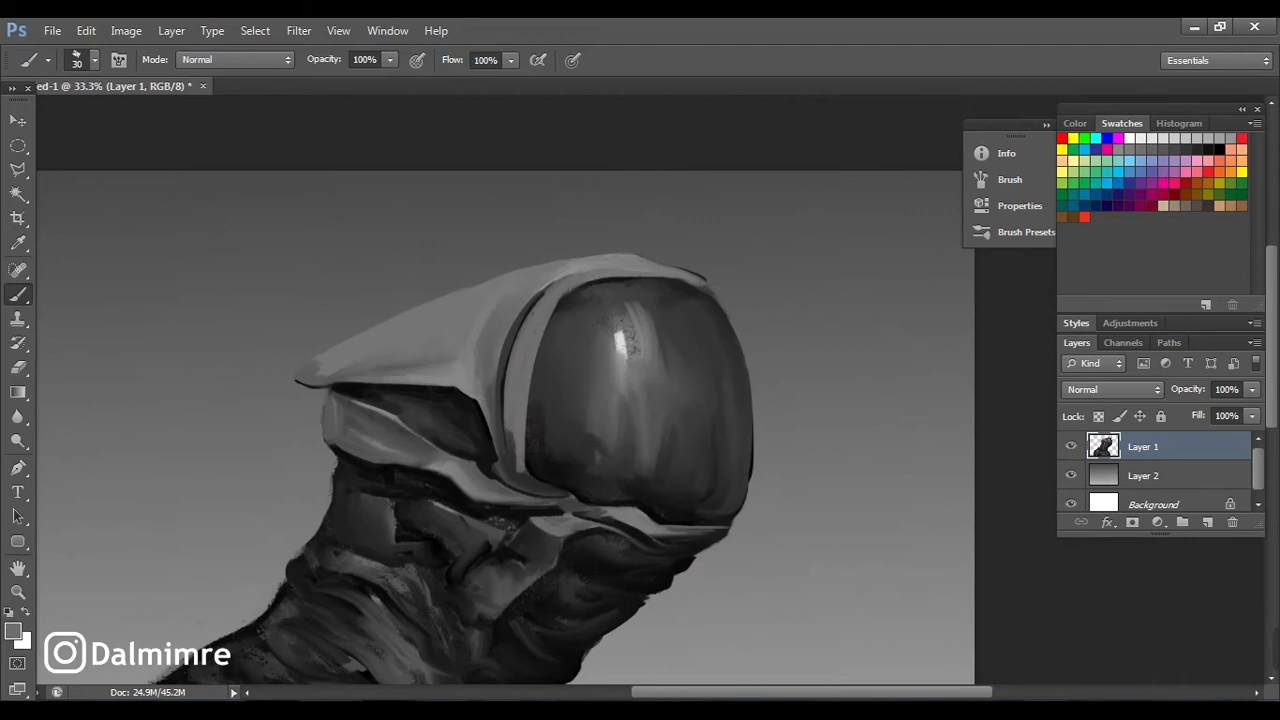 Ps File Edit Image Layer Type Select Filter View Window Help
30 Mode: Normal Opacity: 100% Flow: 100% Essentials
ed-1 @ 33.3% (Layer 1, RGB/8) *
Color Swatches Histogram
Info
Brush
Properties
Brush Presets
Styles Adjustments
Layers Channels Paths
Kind
Normal Opacity: 100%
Lock: Fill: 100%
Layer 1
Layer 2
Background
Dalmimre
Doc: 24.9M/45.2M